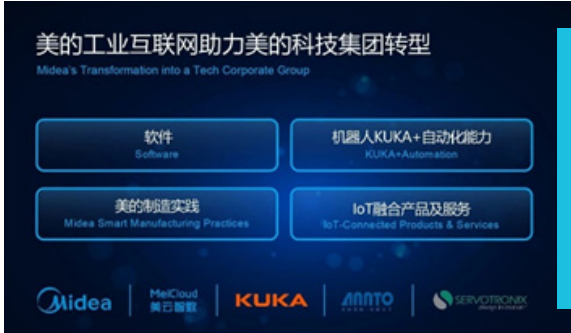 美的工业互联网助力美的科技集团转型
Midea's Transformation into a Tech Corporate Group
软件
Software
机器人KUKA+自动化能力
KUKA+Automation
美的制造实践
Midea Smart Manufacturing Practices
IoT融合产品及服务
IoT-Connected Products & Services
Midea
MeiCloud
美云智数
KUKA
ANNTO
SERVOTRONIX